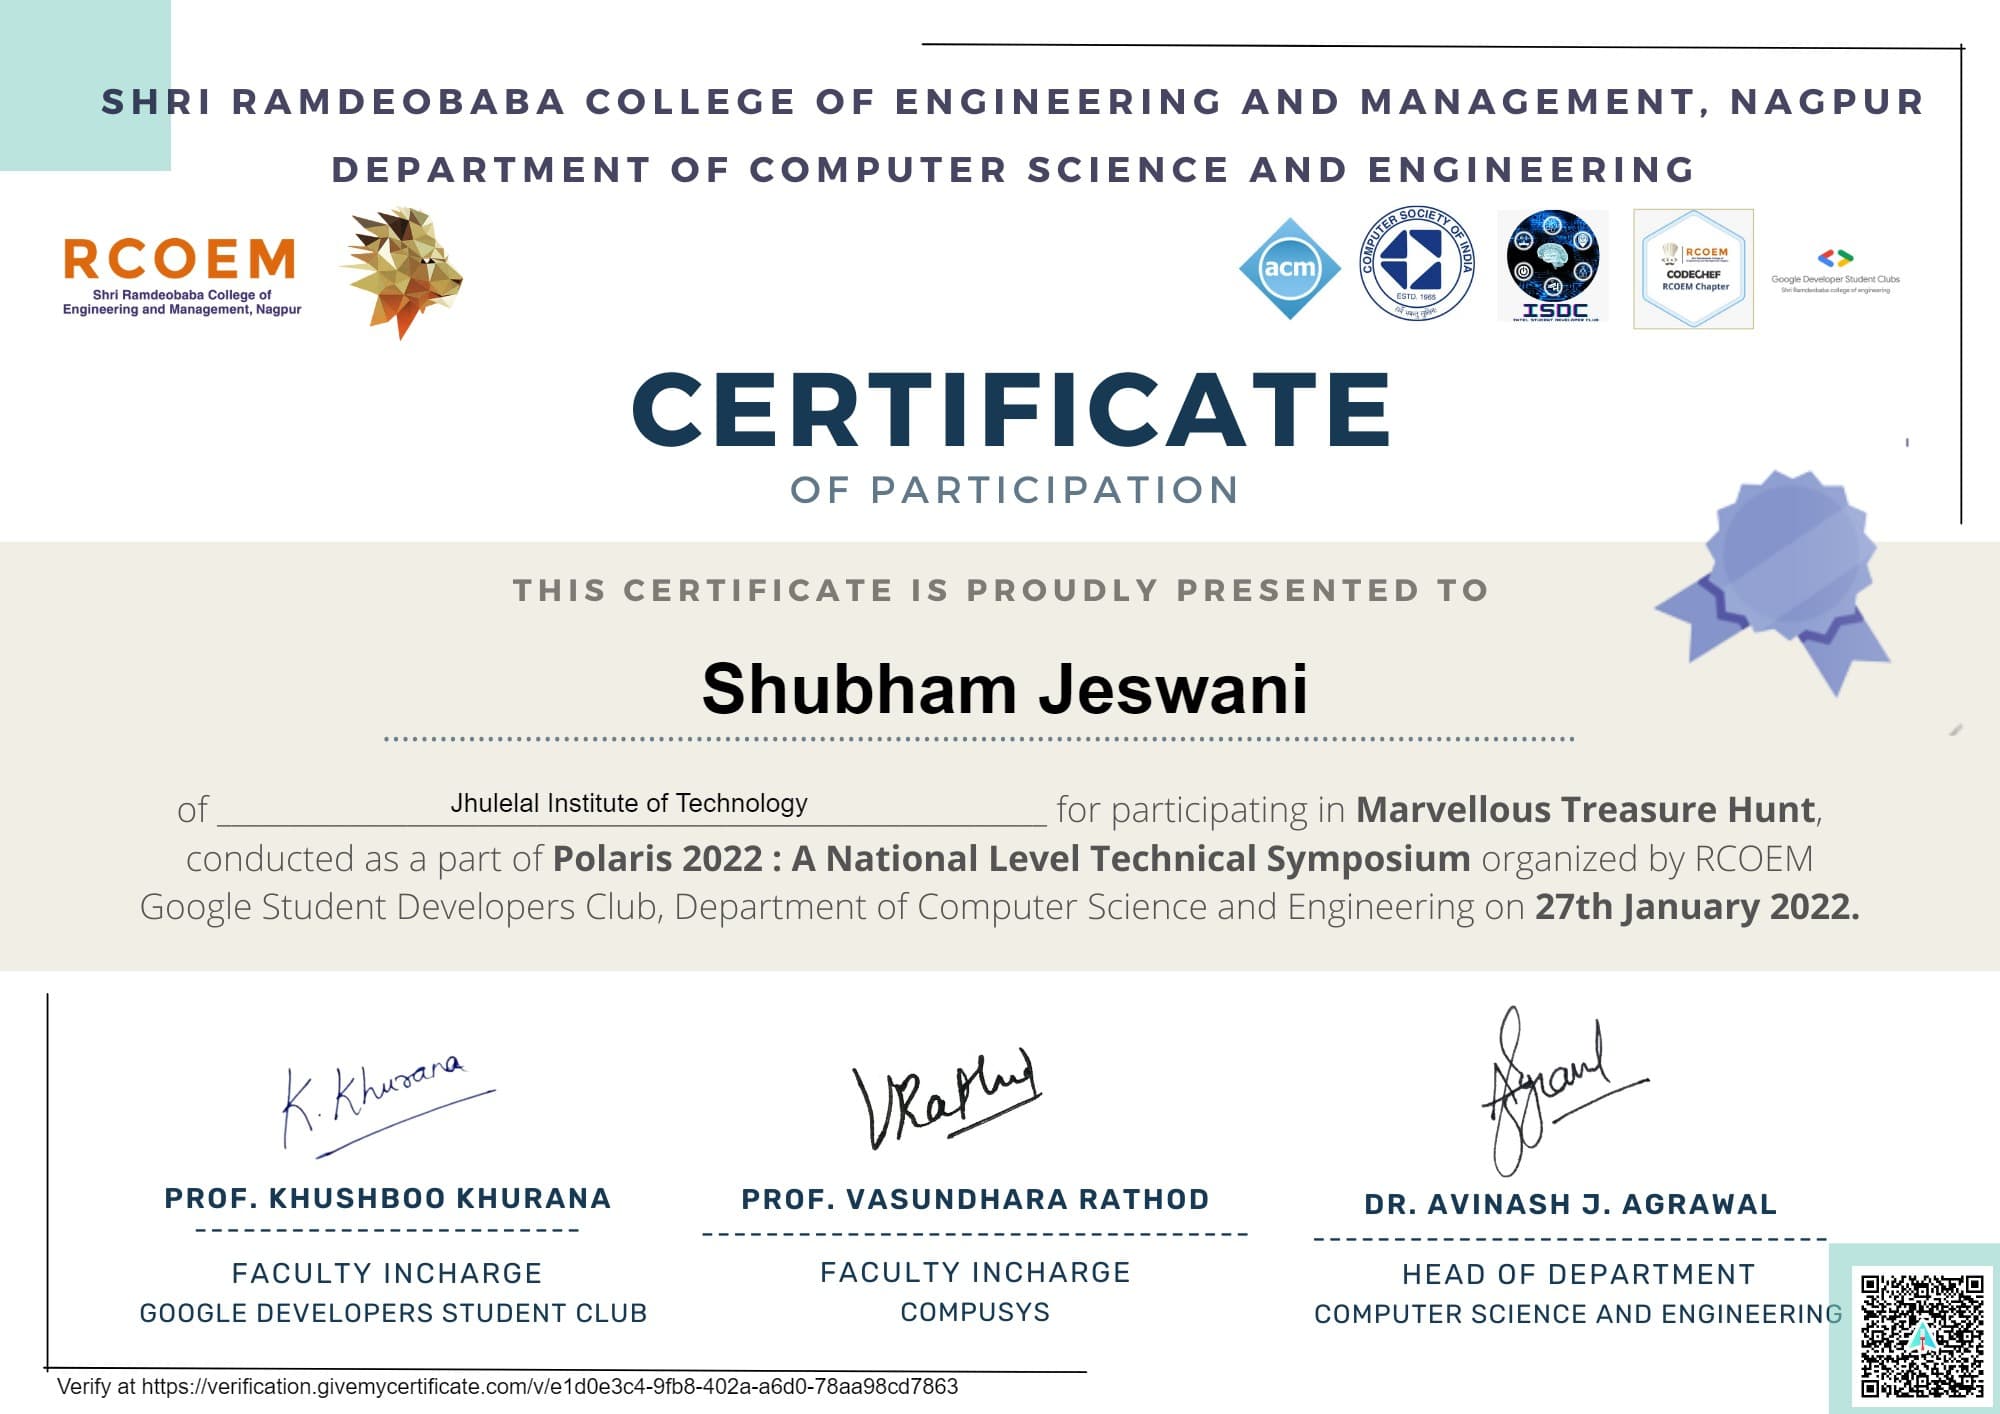 SHRI RAMDEOBABA COLLEGE OF ENGINEERING AND MANAGEMENT, NAGPUR
DEPARTMENT OF COMPUTER SCIENCE AND ENGINEERING
RCOEM
Shri Ramdeobaba College of
Engineering and Management, Nagpur
acm
COMPUTER SOCIETY OF INDIA
ESTD. 1965
ISDC
INTEL STUDENT DEVELOPER CLUB
RCOEM
CODECHEF
RCOEM Chapter
Google Developer Student Clubs
Shri Ramdeobaba college of engineering
CERTIFICATE
OF PARTICIPATION
THIS CERTIFICATE IS PROUDLY PRESENTED TO
Shubham Jeswani
of Jhulelal Institute of Technology for participating in Marvellous Treasure Hunt,
conducted as a part of Polaris 2022 : A National Level Technical Symposium organized by RCOEM
Google Student Developers Club, Department of Computer Science and Engineering on 27th January 2022.
K. Khurana
VRathod
Agrawal
PROF. KHUSHBOO KHURANA
FACULTY INCHARGE
GOOGLE DEVELOPERS STUDENT CLUB
PROF. VASUNDHARA RATHOD
FACULTY INCHARGE
COMPUSYS
DR. AVINASH J. AGRAWAL
HEAD OF DEPARTMENT
COMPUTER SCIENCE AND ENGINEERING
Verify at https://verification.givemycertificate.com/v/e1d0e3c4-9fb8-402a-a6d0-78aa98cd7863